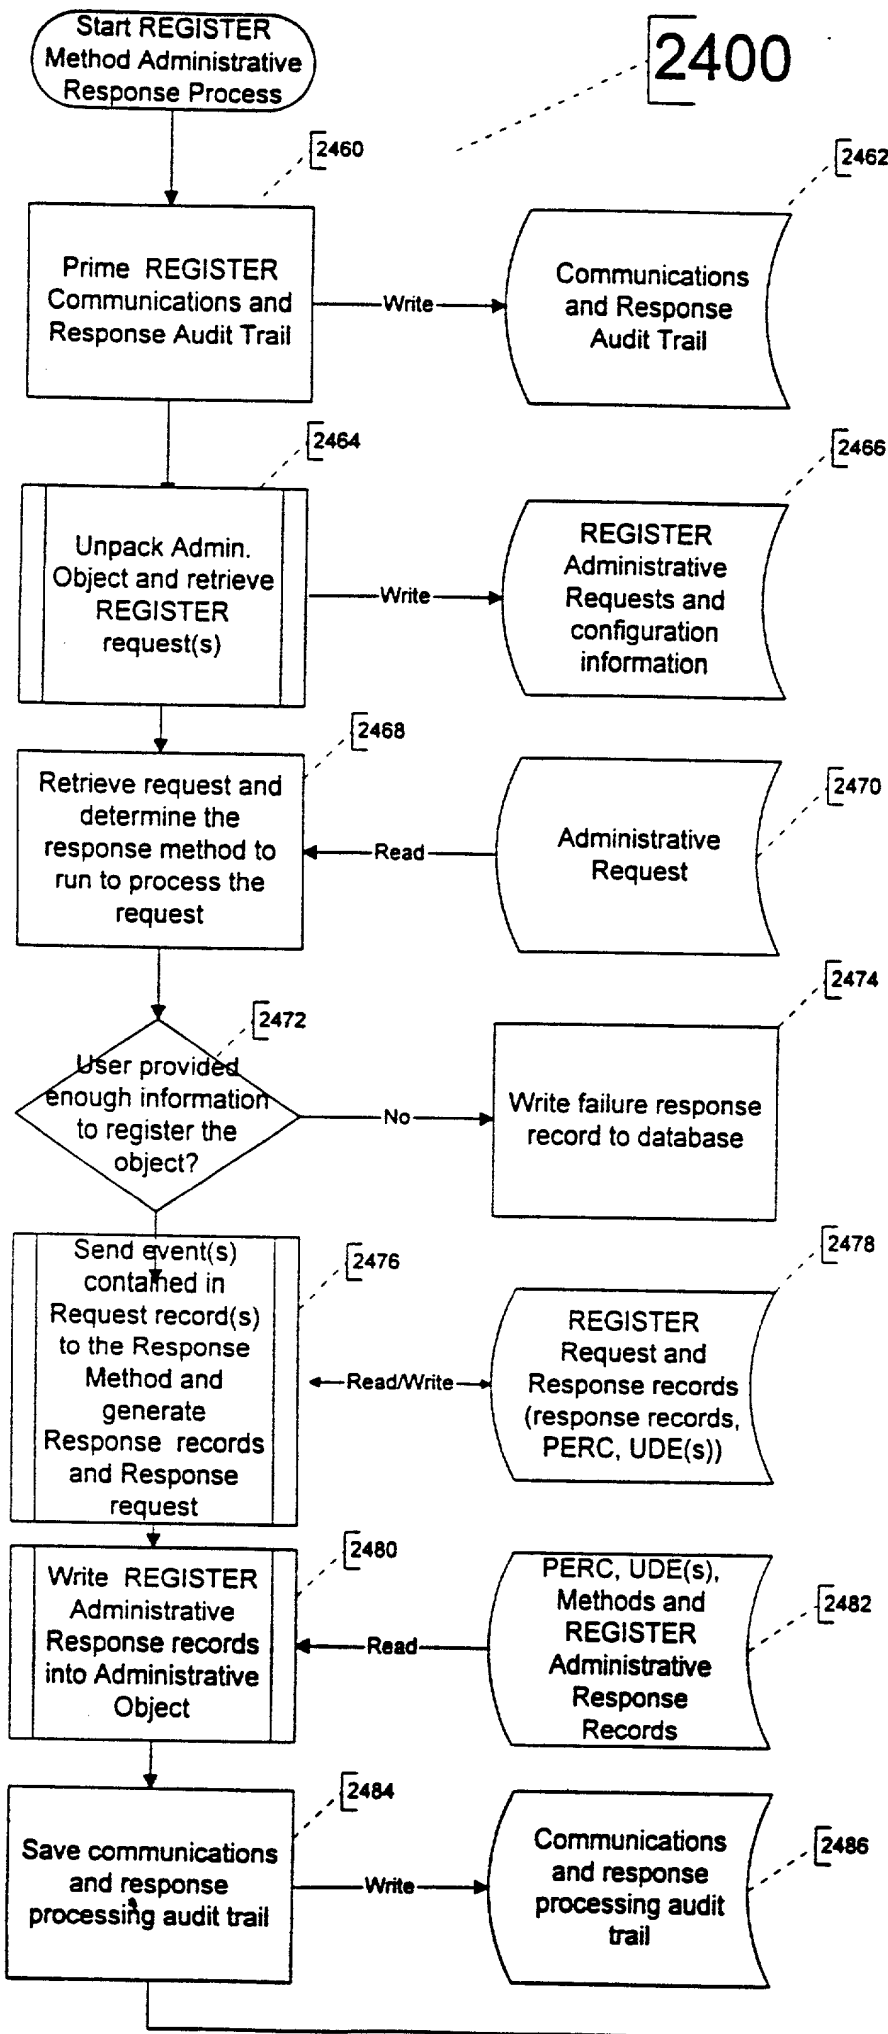 Start REGISTER
Method Administrative
Response Process
2400
2460
2462
Prime REGISTER
Communications and
Response Audit Trail
Write
Communications
and Response
Audit Trail
2464
2466
Unpack Admin.
Object and retrieve
REGISTER
request(s)
Write
REGISTER
Administrative
Requests and
configuration
information
2468
2470
Retrieve request and
determine the
response method to
run to process the
request
Read
Administrative
Request
2472
2474
User provided
enough information
to register the
object?
No
Write failure response
record to database
2476
2478
Send event(s)
contained in
Request record(s)
to the Response
Method and
generate
Response records
and Response
request
Read/Write
REGISTER
Request and
Response records
(response records,
PERC, UDE(s))
2480
2482
Write REGISTER
Administrative
Response records
into Administrative
Object
Read
PERC, UDE(s),
Methods and
REGISTER
Administrative
Response
Records
2484
2486
Save communications
and response
processing audit trail
Write
Communications
and response
processing audit
trail